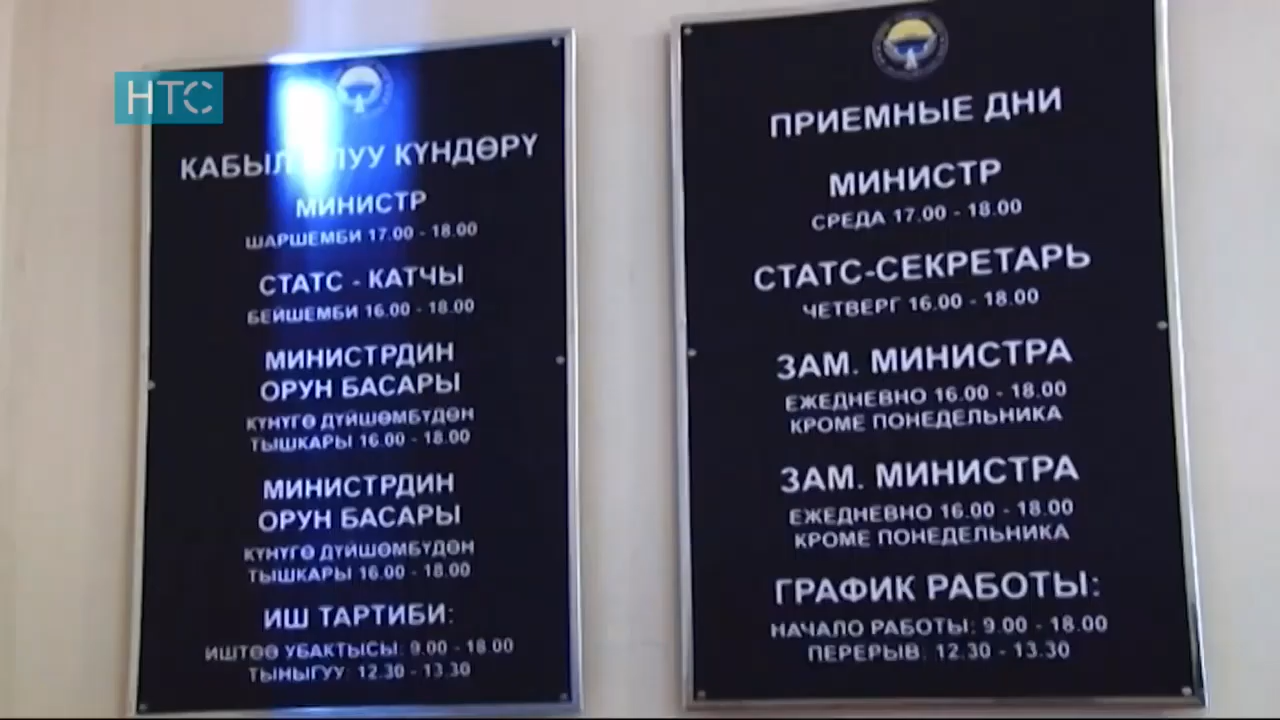 НТС
КАБЫЛ АЛУУ КҮНДӨРҮ
МИНИСТР
ШАРШЕМБИ 17.00 - 18.00
СТАТС - КАТЧЫ
БЕЙШЕМБИ 16.00 - 18.00
МИНИСТРДИН
ОРУН БАСАРЫ
КҮНҮГӨ ДҮЙШӨМБҮДӨН
ТЫШКАРЫ 16.00 - 18.00
МИНИСТРДИН
ОРУН БАСАРЫ
КҮНҮГӨ ДҮЙШӨМБҮДӨН
ТЫШКАРЫ 16.00 - 18.00
ИШ ТАРТИБИ:
ИШТӨӨ УБАКТЫСЫ: 9.00 - 18.00
ТЫНЫГУУ 12.30 - 13.30
ПРИЕМНЫЕ ДНИ
МИНИСТР
СРЕДА 17.00 - 18.00
СТАТС-СЕКРЕТАРЬ
ЧЕТВЕРГ 16.00 - 18.00
ЗАМ. МИНИСТРА
ЕЖЕДНЕВНО 16.00 - 18.00
КРОМЕ ПОНЕДЕЛЬНИКА
ЗАМ. МИНИСТРА
ЕЖЕДНЕВНО 16.00 - 18.00
КРОМЕ ПОНЕДЕЛЬНИКА
ГРАФИК РАБОТЫ:
НАЧАЛО РАБОТЫ: 9.00 - 18.00
ПЕРЕРЫВ: 12.30 - 13.30